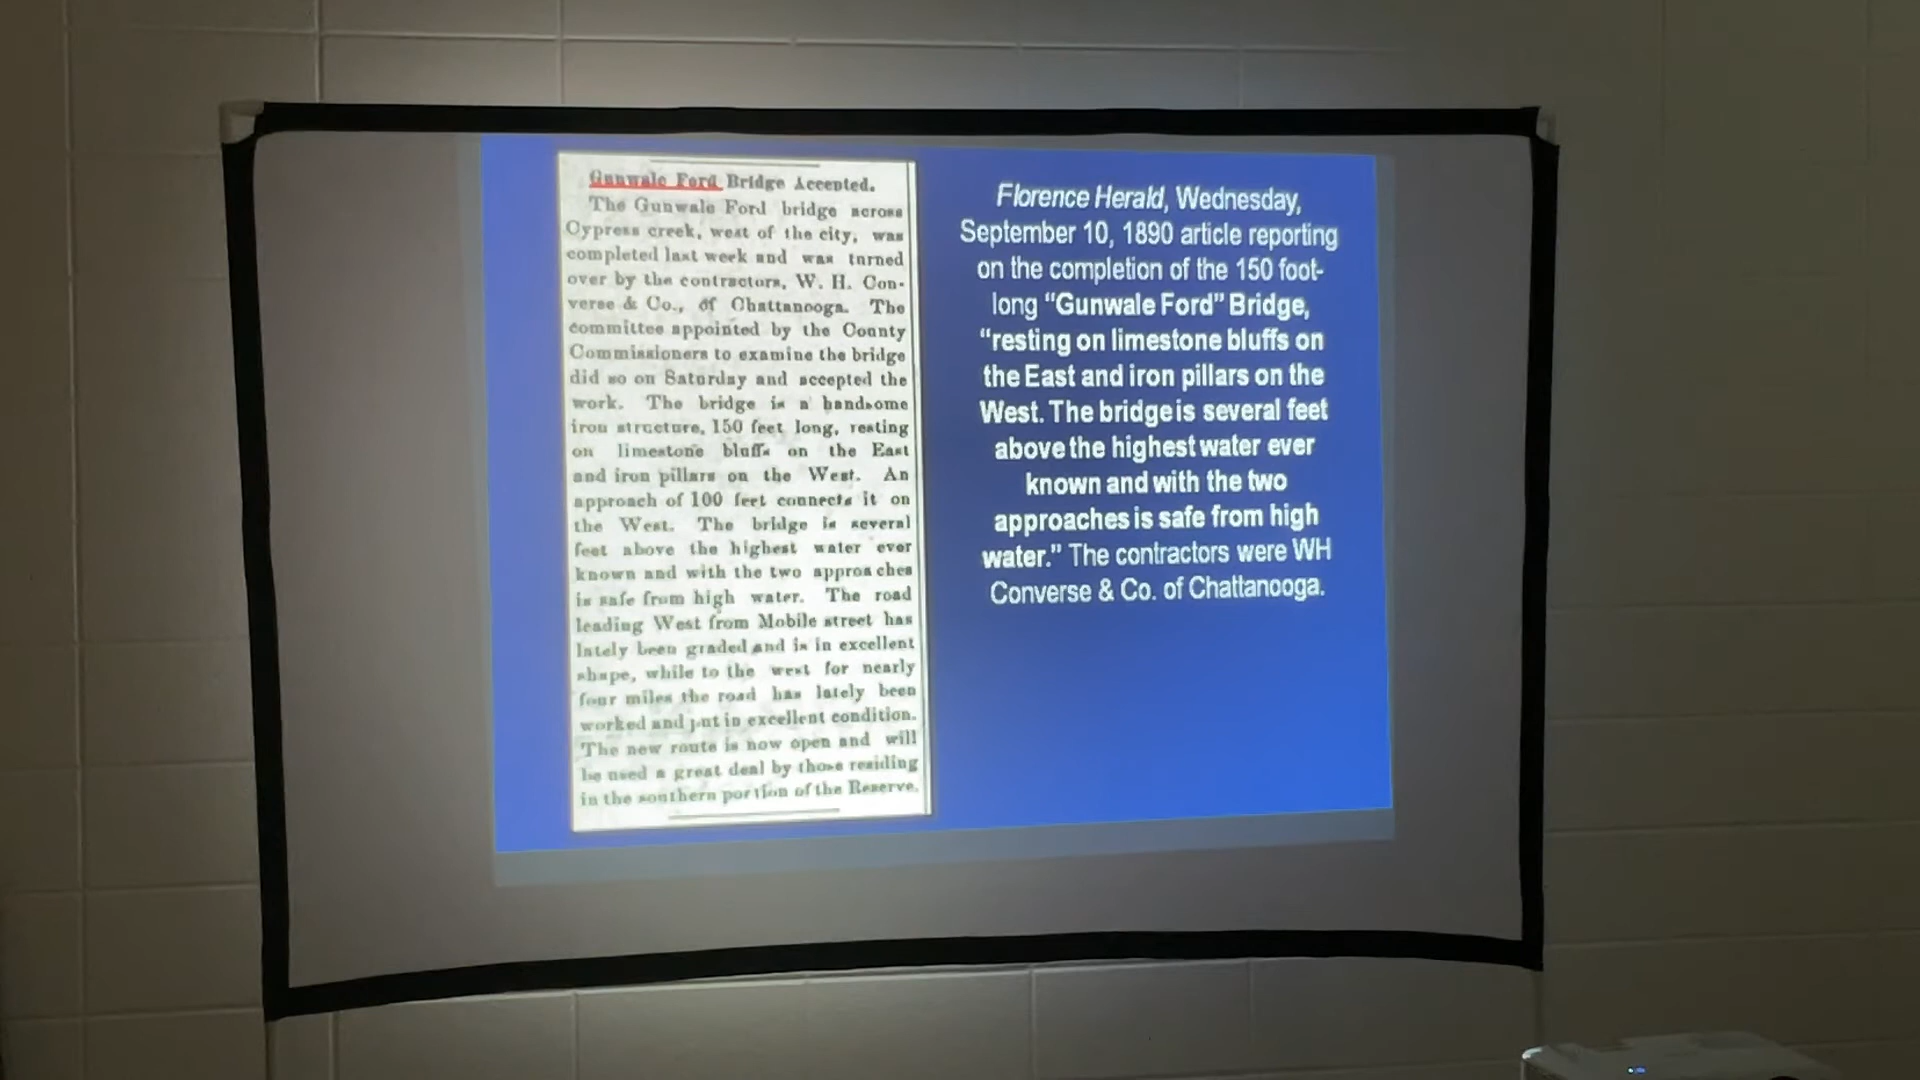 Gunwale Ford Bridge Accepted.
The Gunwale Ford bridge across
Cypress creek, west of the city, was
completed last week and was turned
over by the contractors, W. H. Con-
verse & Co., of Chattanooga. The
committee appointed by the County
Commissioners to examine the bridge
did so on Saturday and accepted the
work. The bridge is a handsome
iron structure, 150 feet long, resting
on limestone bluffs on the East
and iron pillars on the West. An
approach of 100 feet connects it on
the West. The bridge is several
feet above the highest water ever
known and with the two approaches
is safe from high water. The road
leading West from Mobile street has
lately been graded and is in excellent
shape, while to the west for nearly
four miles the road has lately been
worked and put in excellent condition.
The new route is now open and will
be used a great deal by those residing
in the southern portion of the Reserve.
Florence Herald, Wednesday,
September 10, 1890 article reporting
on the completion of the 150 foot-
long “Gunwale Ford” Bridge,
“resting on limestone bluffs on
the East and iron pillars on the
West. The bridge is several feet
above the highest water ever
known and with the two
approaches is safe from high
water.” The contractors were WH
Converse & Co. of Chattanooga.